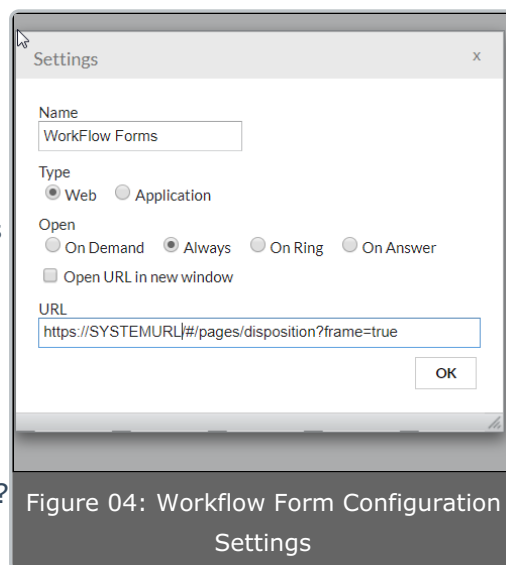 Settings
x
Name
WorkFlow Forms
Type
Web Application
Open
On Demand Always On Ring On Answer
Open URL in new window
URL
https://SYSTEMURL/#/pages/disposition?frame=true
OK
s
?
Figure 04: Workflow Form Configuration
Settings